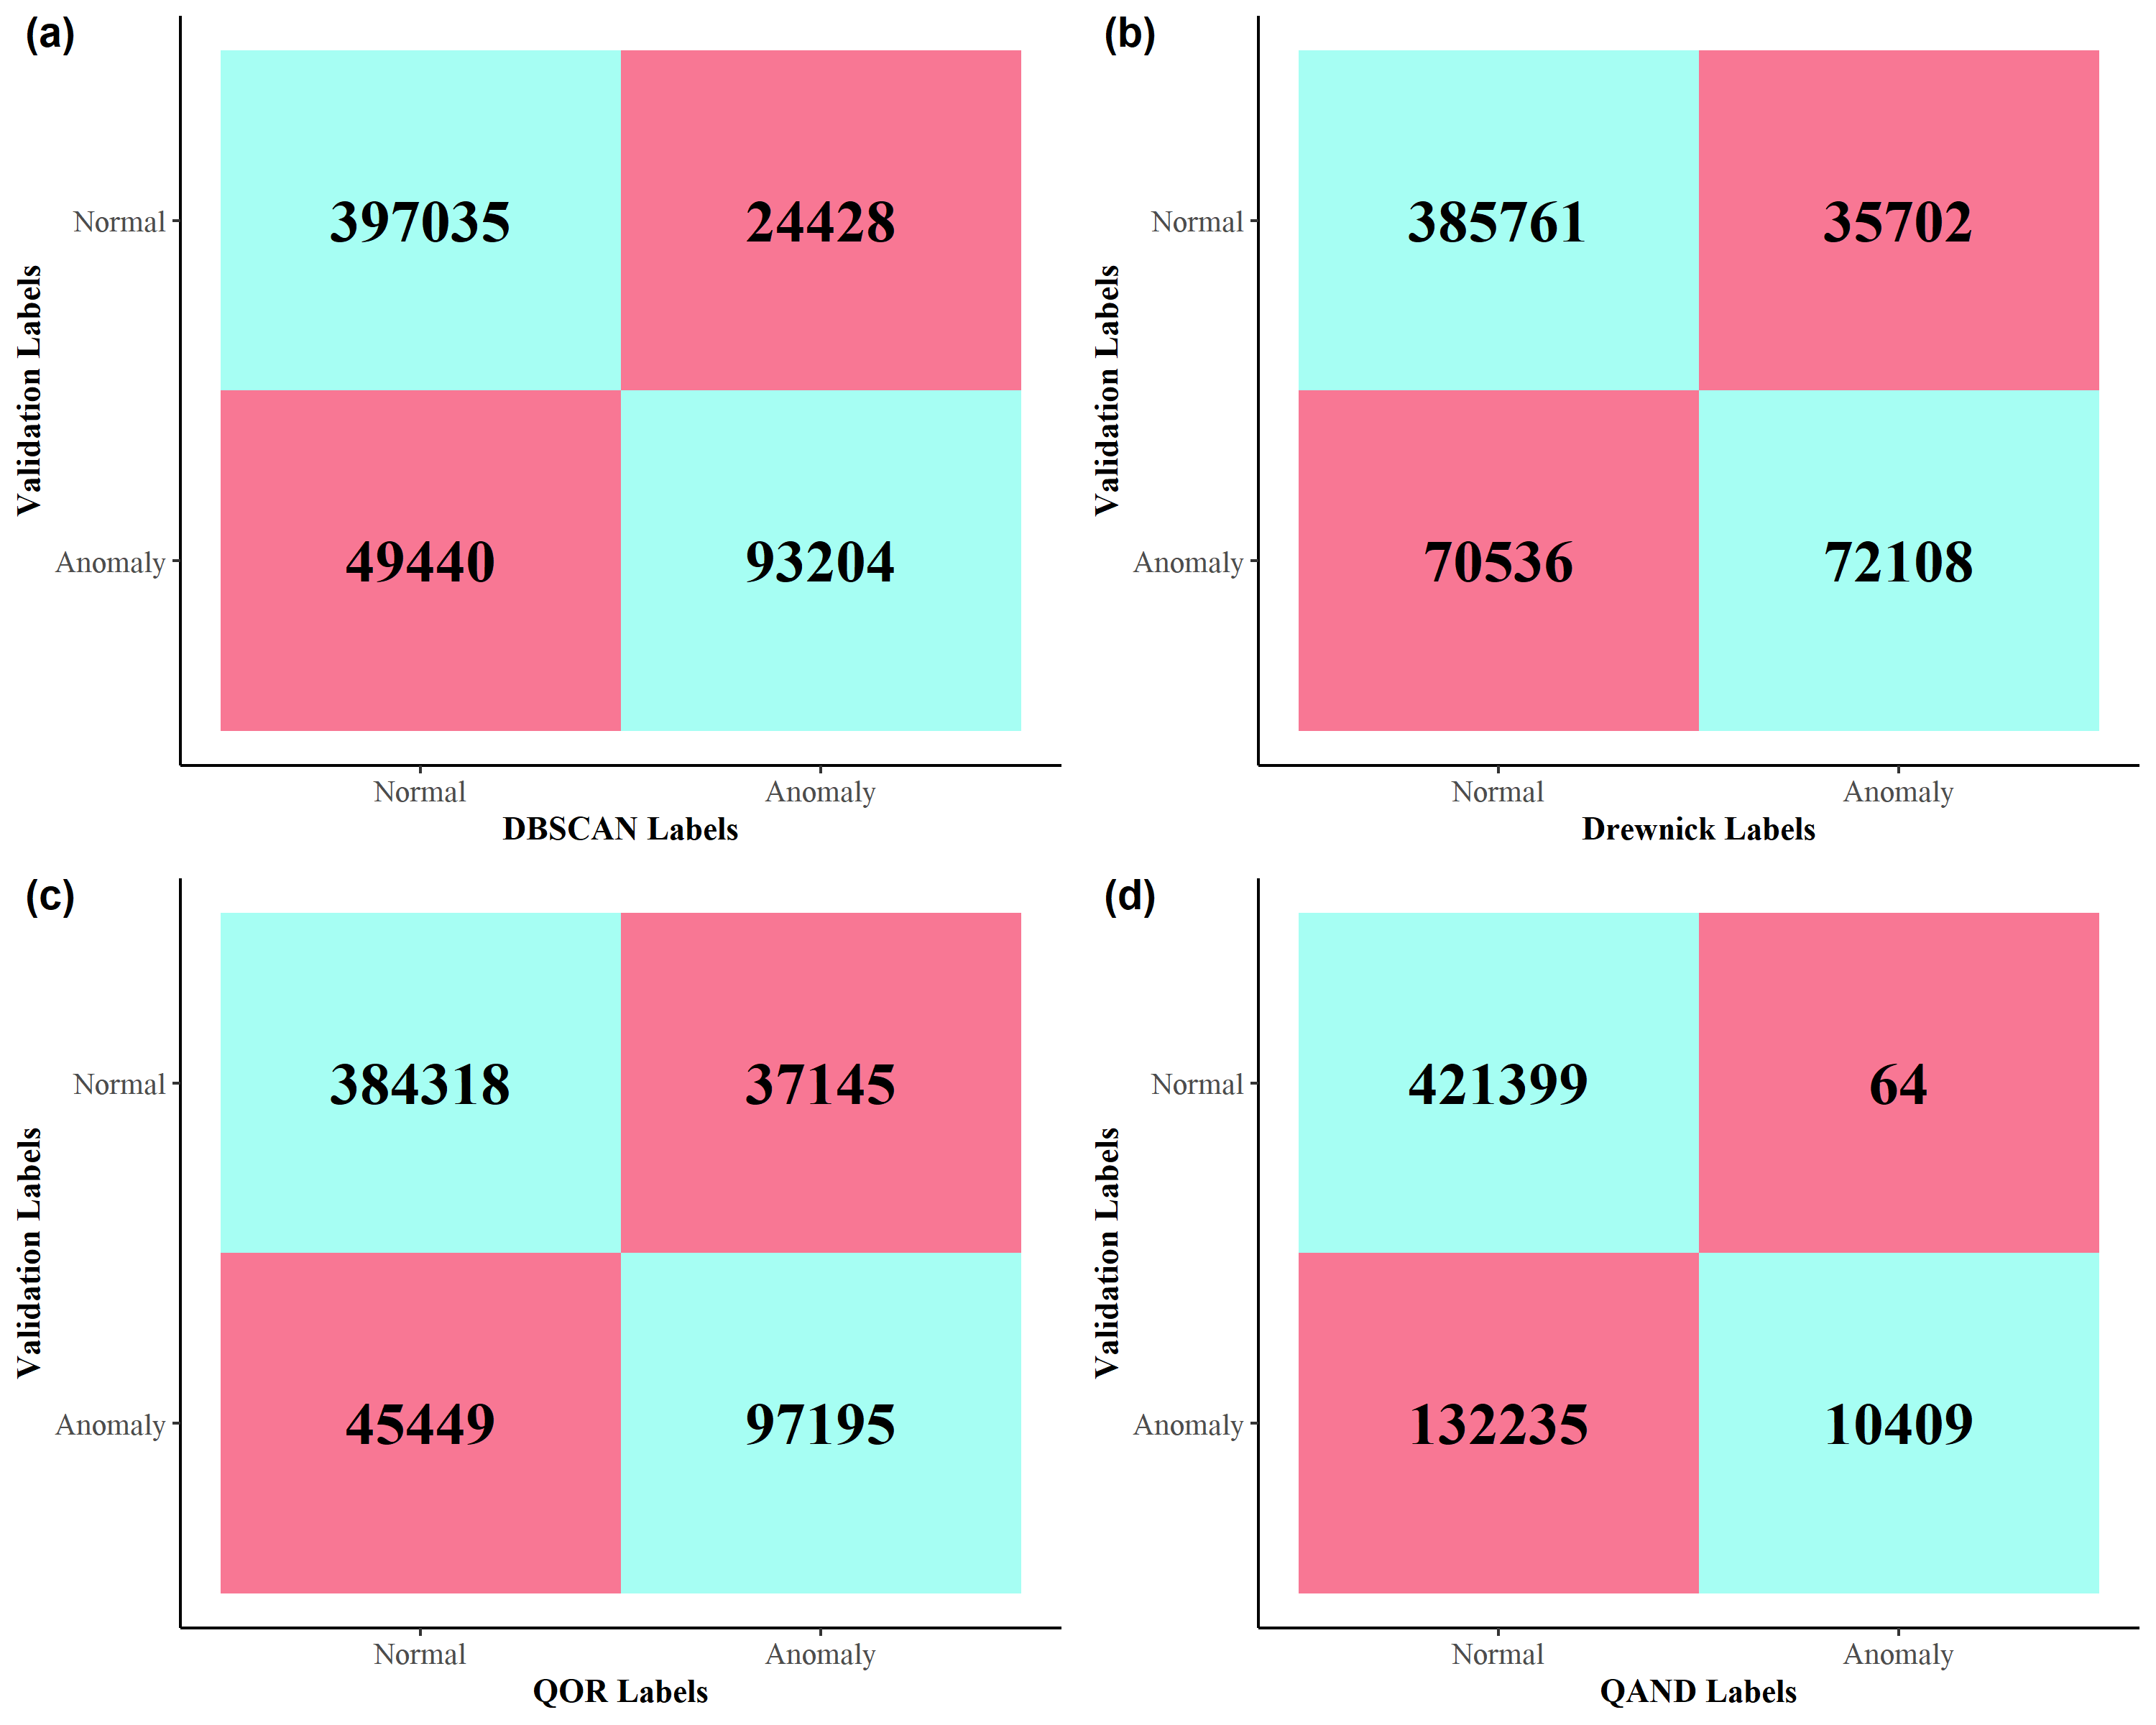 (a)
Validation Labels
Normal
397035
24428
Anomaly
49440
93204
Normal
Anomaly
DBSCAN Labels
(b)
Validation Labels
Normal
385761
35702
Anomaly
70536
72108
Normal
Anomaly
Drewnick Labels
(c)
Validation Labels
Normal
384318
37145
Anomaly
45449
97195
Normal
Anomaly
QOR Labels
(d)
Validation Labels
Normal
421399
64
Anomaly
132235
10409
Normal
Anomaly
QAND Labels